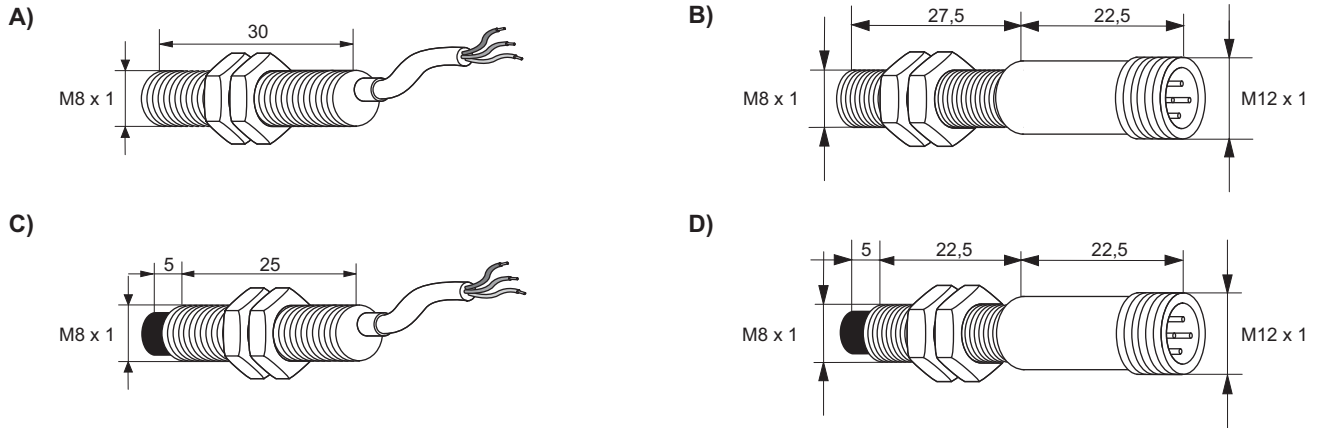 A)
30
M8 x 1
B)
27,5 22,5
M8 x 1
M12 x 1
C)
5 25
M8 x 1
D)
5 22,5 22,5
M8 x 1
M12 x 1